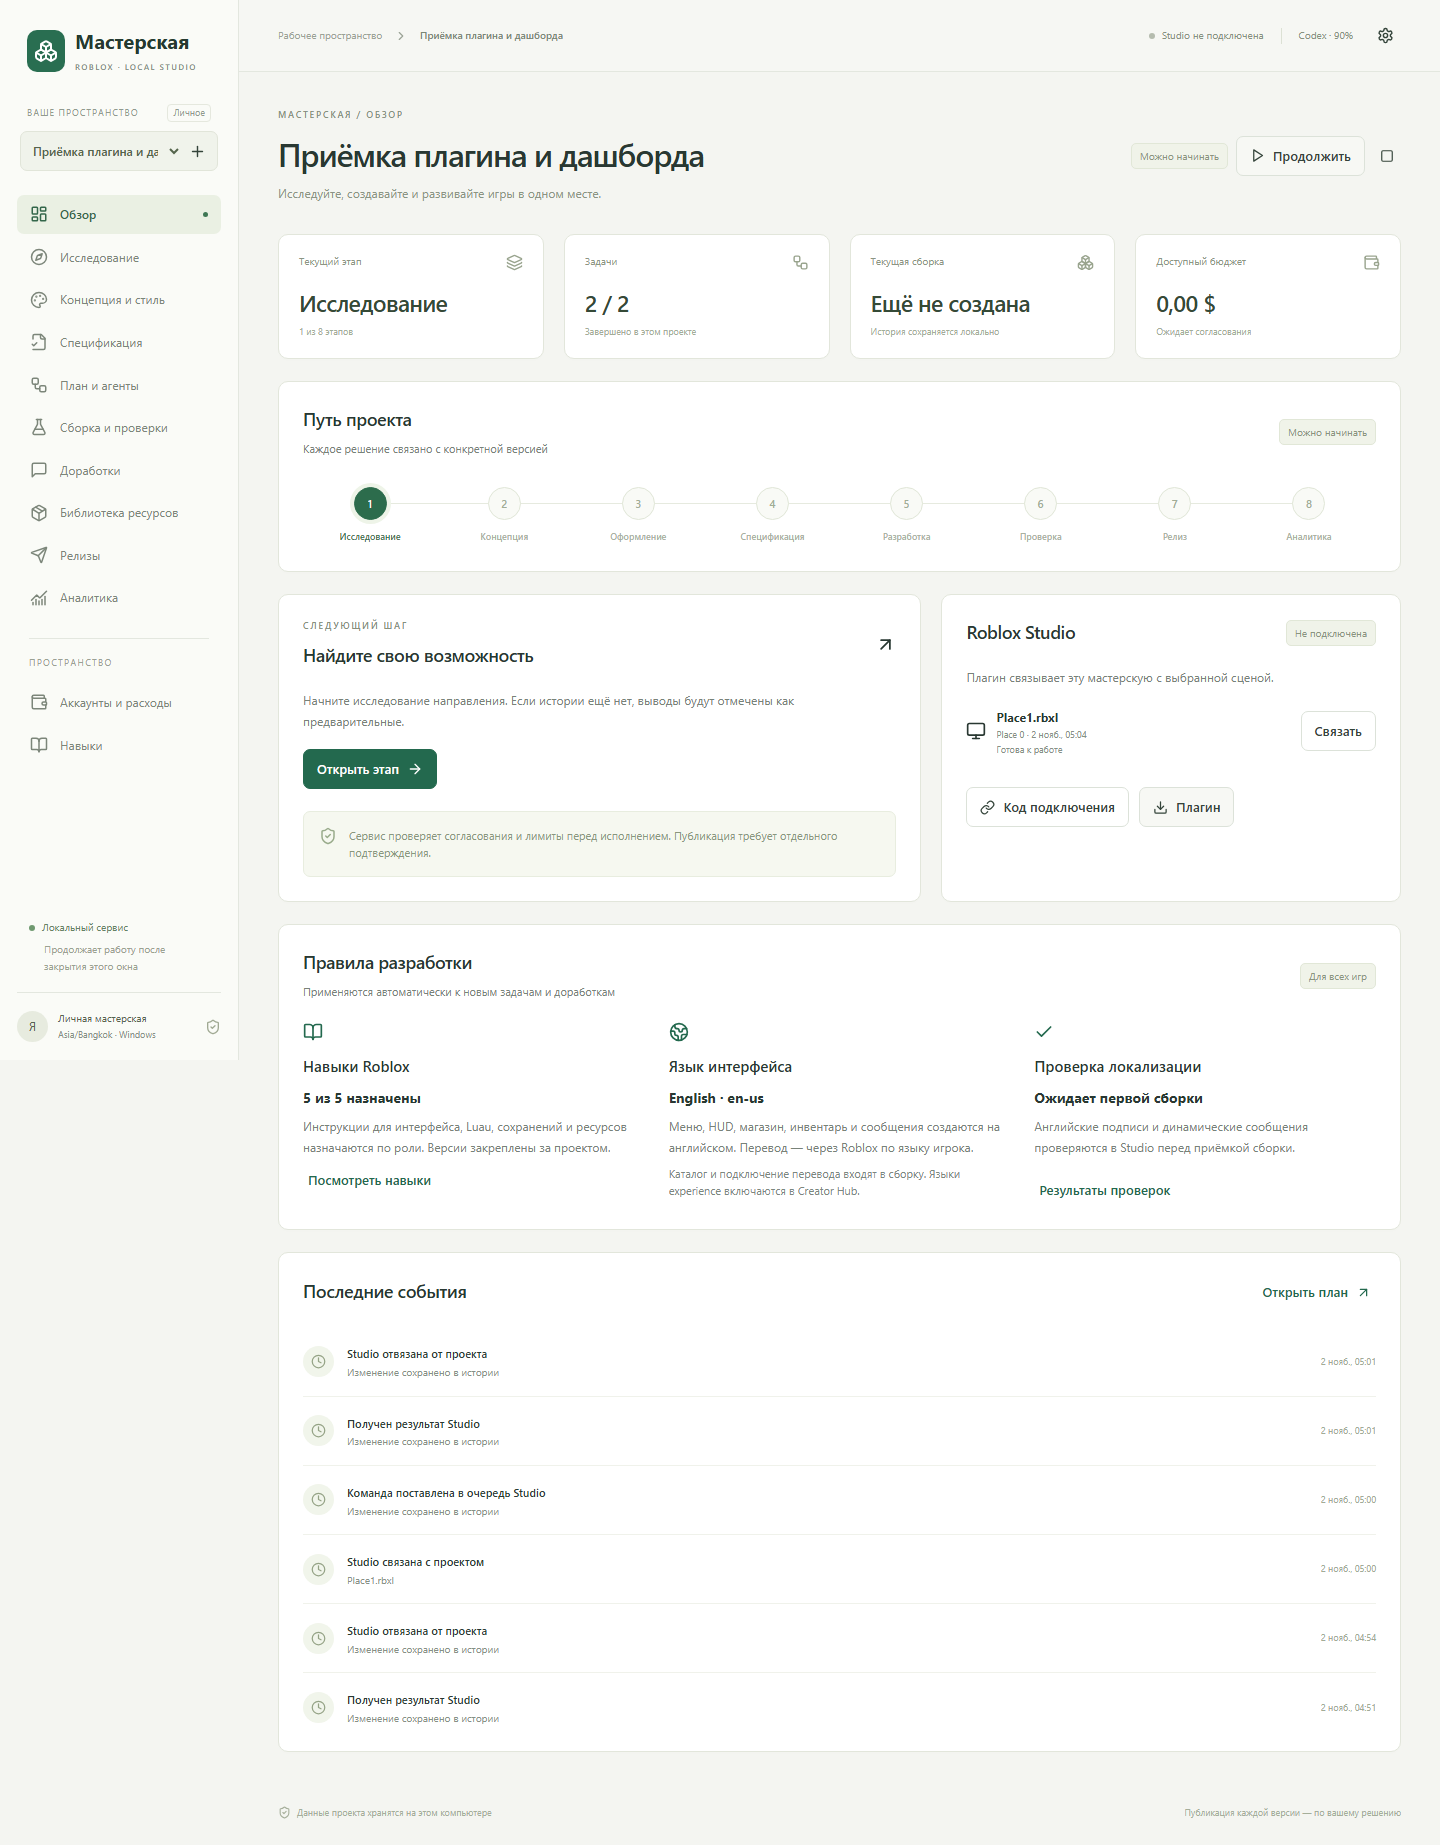 Мастерская
ROBLOX · LOCAL STUDIO
ВАШЕ ПРОСТРАНСТВО
Личное
Приёмка плагина и да
Обзор
Исследование
Концепция и стиль
Спецификация
План и агенты
Сборка и проверки
Доработки
Библиотека ресурсов
Релизы
Аналитика
ПРОСТРАНСТВО
Аккаунты и расходы
Навыки
Локальный сервис
Продолжает работу после
закрытия этого окна
Я
Личная мастерская
Asia/Bangkok · Windows
Рабочее пространство
Приёмка плагина и дашборда
Studio не подключена
Codex · 90%
МАСТЕРСКАЯ / ОБЗОР
Приёмка плагина и дашборда
Исследуйте, создавайте и развивайте игры в одном месте.
Можно начинать
Продолжить
Текущий этап
Исследование
1 из 8 этапов
Задачи
2 / 2
Завершено в этом проекте
Текущая сборка
Ещё не создана
История сохраняется локально
Доступный бюджет
0,00 $
Ожидает согласования
Путь проекта
Каждое решение связано с конкретной версией
Можно начинать
1
2
3
4
5
6
7
8
Исследование
Концепция
Оформление
Спецификация
Разработка
Проверка
Релиз
Аналитика
СЛЕДУЮЩИЙ ШАГ
Найдите свою возможность
Начните исследование направления. Если истории ещё нет, выводы будут отмечены как
предварительные.
Открыть этап
Сервис проверяет согласования и лимиты перед исполнением. Публикация требует отдельного
подтверждения.
Roblox Studio
Не подключена
Плагин связывает эту мастерскую с выбранной сценой.
Place1.rbxl
Place 0 · 2 нояб., 05:04
Готова к работе
Связать
Код подключения
Плагин
Правила разработки
Применяются автоматически к новым задачам и доработкам
Для всех игр
Навыки Roblox
5 из 5 назначены
Инструкции для интерфейса, Luau, сохранений и ресурсов
назначаются по роли. Версии закреплены за проектом.
Посмотреть навыки
Язык интерфейса
English · en-us
Меню, HUD, магазин, инвентарь и сообщения создаются на
английском. Перевод — через Roblox по языку игрока.
Каталог и подключение перевода входят в сборку. Языки
experience включаются в Creator Hub.
Проверка локализации
Ожидает первой сборки
Английские подписи и динамические сообщения
проверяются в Studio перед приёмкой сборки.
Результаты проверок
Последние события
Открыть план
Studio отвязана от проекта
Изменение сохранено в истории
2 нояб., 05:01
Получен результат Studio
Изменение сохранено в истории
2 нояб., 05:01
Команда поставлена в очередь Studio
Изменение сохранено в истории
2 нояб., 05:00
Studio связана с проектом
Place1.rbxl
2 нояб., 05:00
Studio отвязана от проекта
Изменение сохранено в истории
2 нояб., 04:54
Получен результат Studio
Изменение сохранено в истории
2 нояб., 04:51
Данные проекта хранятся на этом компьютере
Публикация каждой версии — по вашему решению